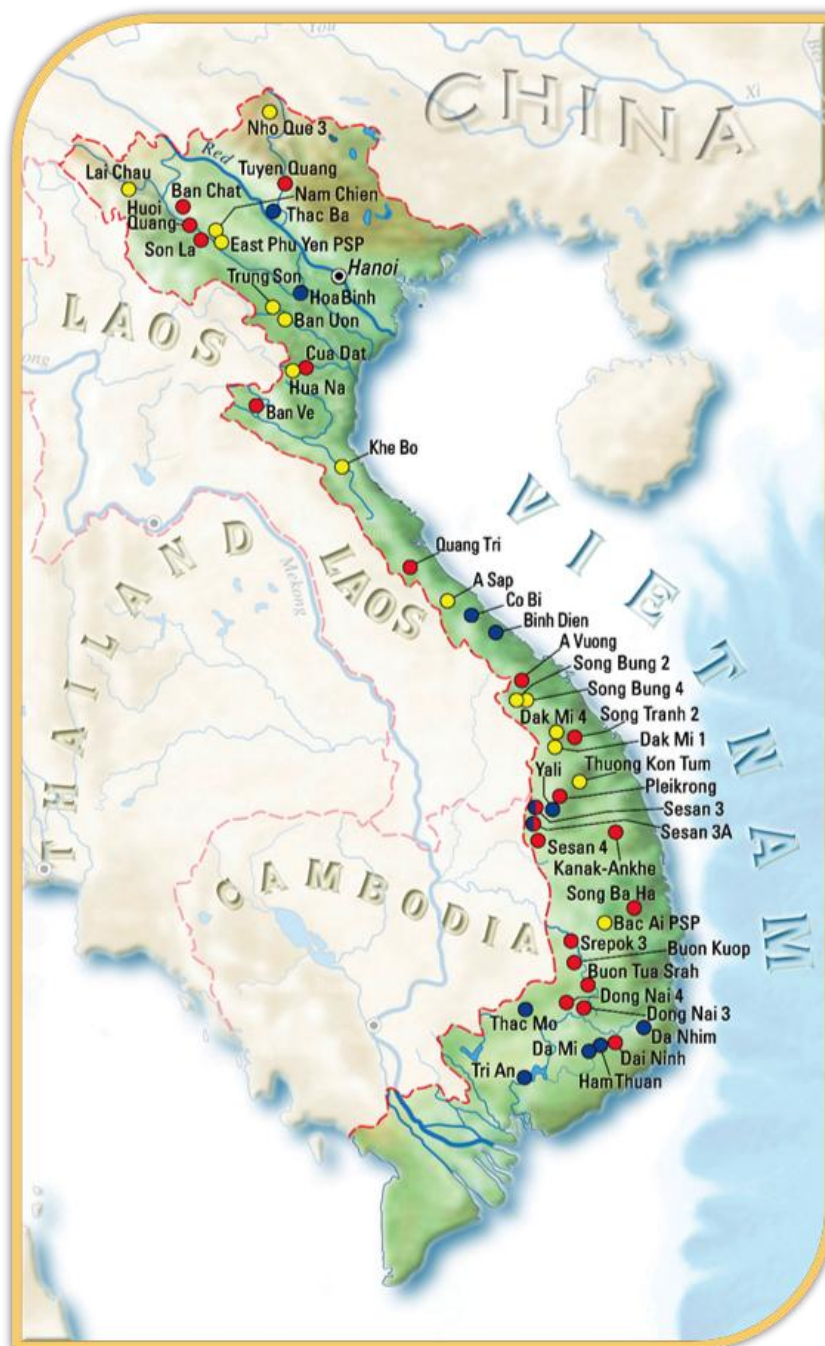 CHINA
You
Xi
Nho Que 3
Red
Lai Chau
Tuyen Quang
Ban Chat
Nam Chien
Huoi
Quang
Thac Ba
Son La
East Phu Yen PSP
Hanoi
Trung Son
HoaBinh
Ban Uon
LAOS
Cua Dat
Hua Na
Ban Ve
Khe Bo
VIETNAM
Quang Tri
THAILAND
LAOS
Mekong
A Sap
Co Bi
Binh Dien
A Vuong
Song Bung 2
Song Bung 4
Dak Mi 4
Song Tranh 2
Dak Mi 1
Thuong Kon Tum
Yali
Pleikrong
Sesan 3
Sesan 3A
Sesan 4
Kanak-Ankhe
CAMBODIA
Song Ba Ha
Bac Ai PSP
Srepok 3
Buon Kuop
Buon Tua Srah
Dong Nai 4
Dong Nai 3
Thac Mo
Da Nhim
Da Mi
Dai Ninh
Tri An
Ham Thuan